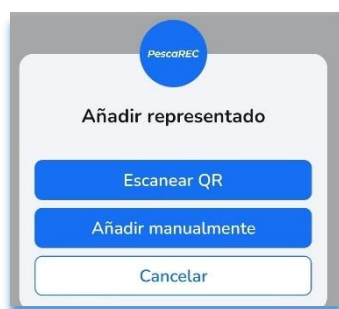 PescaREC
Añadir representado
Escanear QR
Añadir manualmente
Cancelar